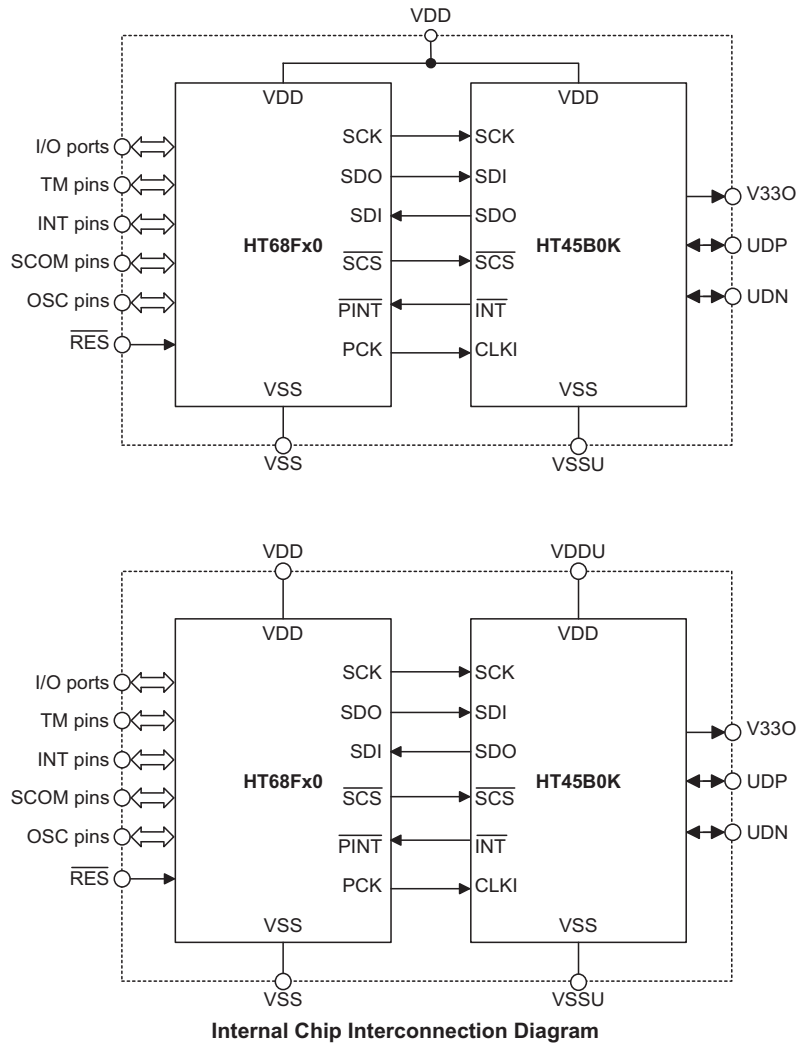 VDD
VDD
VDD
I/O ports
TM pins
INT pins
SCOM pins
OSC pins
RES
SCK
SDO
SDI
SCS
PINT
PCK
HT68Fx0
SCK
SDI
SDO
SCS
INT
CLKI
HT45B0K
V33O
UDP
UDN
VSS
VSS
VSS
VSSU
VDD
VDDU
VDD
VDD
I/O ports
TM pins
INT pins
SCOM pins
OSC pins
RES
SCK
SDO
SDI
SCS
PINT
PCK
HT68Fx0
SCK
SDI
SDO
SCS
INT
CLKI
HT45B0K
V33O
UDP
UDN
VSS
VSS
VSS
VSSU
Internal Chip Interconnection Diagram